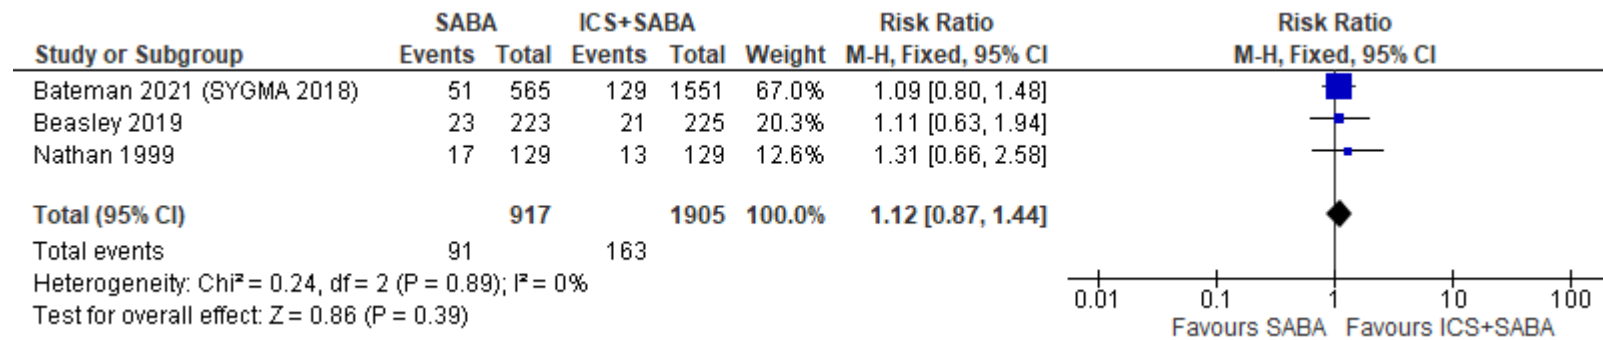 SABA ICS+SABA Risk Ratio Risk Ratio
Study or Subgroup Events Total Events Total Weight M-H, Fixed, 95% CI M-H, Fixed, 95% CI
Bateman 2021 (SYGMA 2018) 51 565 129 1551 67.0% 1.09 [0.80, 1.48]
Beasley 2019 23 223 21 225 20.3% 1.11 [0.63, 1.94]
Nathan 1999 17 129 13 129 12.6% 1.31 [0.66, 2.58]
Total (95% CI) 917 1905 100.0% 1.12 [0.87, 1.44]
Total events 91 163
Heterogeneity: Chi² = 0.24, df = 2 (P = 0.89); I² = 0%
Test for overall effect: Z = 0.86 (P = 0.39)
0.01 0.1 1 10 100
Favours SABA Favours ICS+SABA